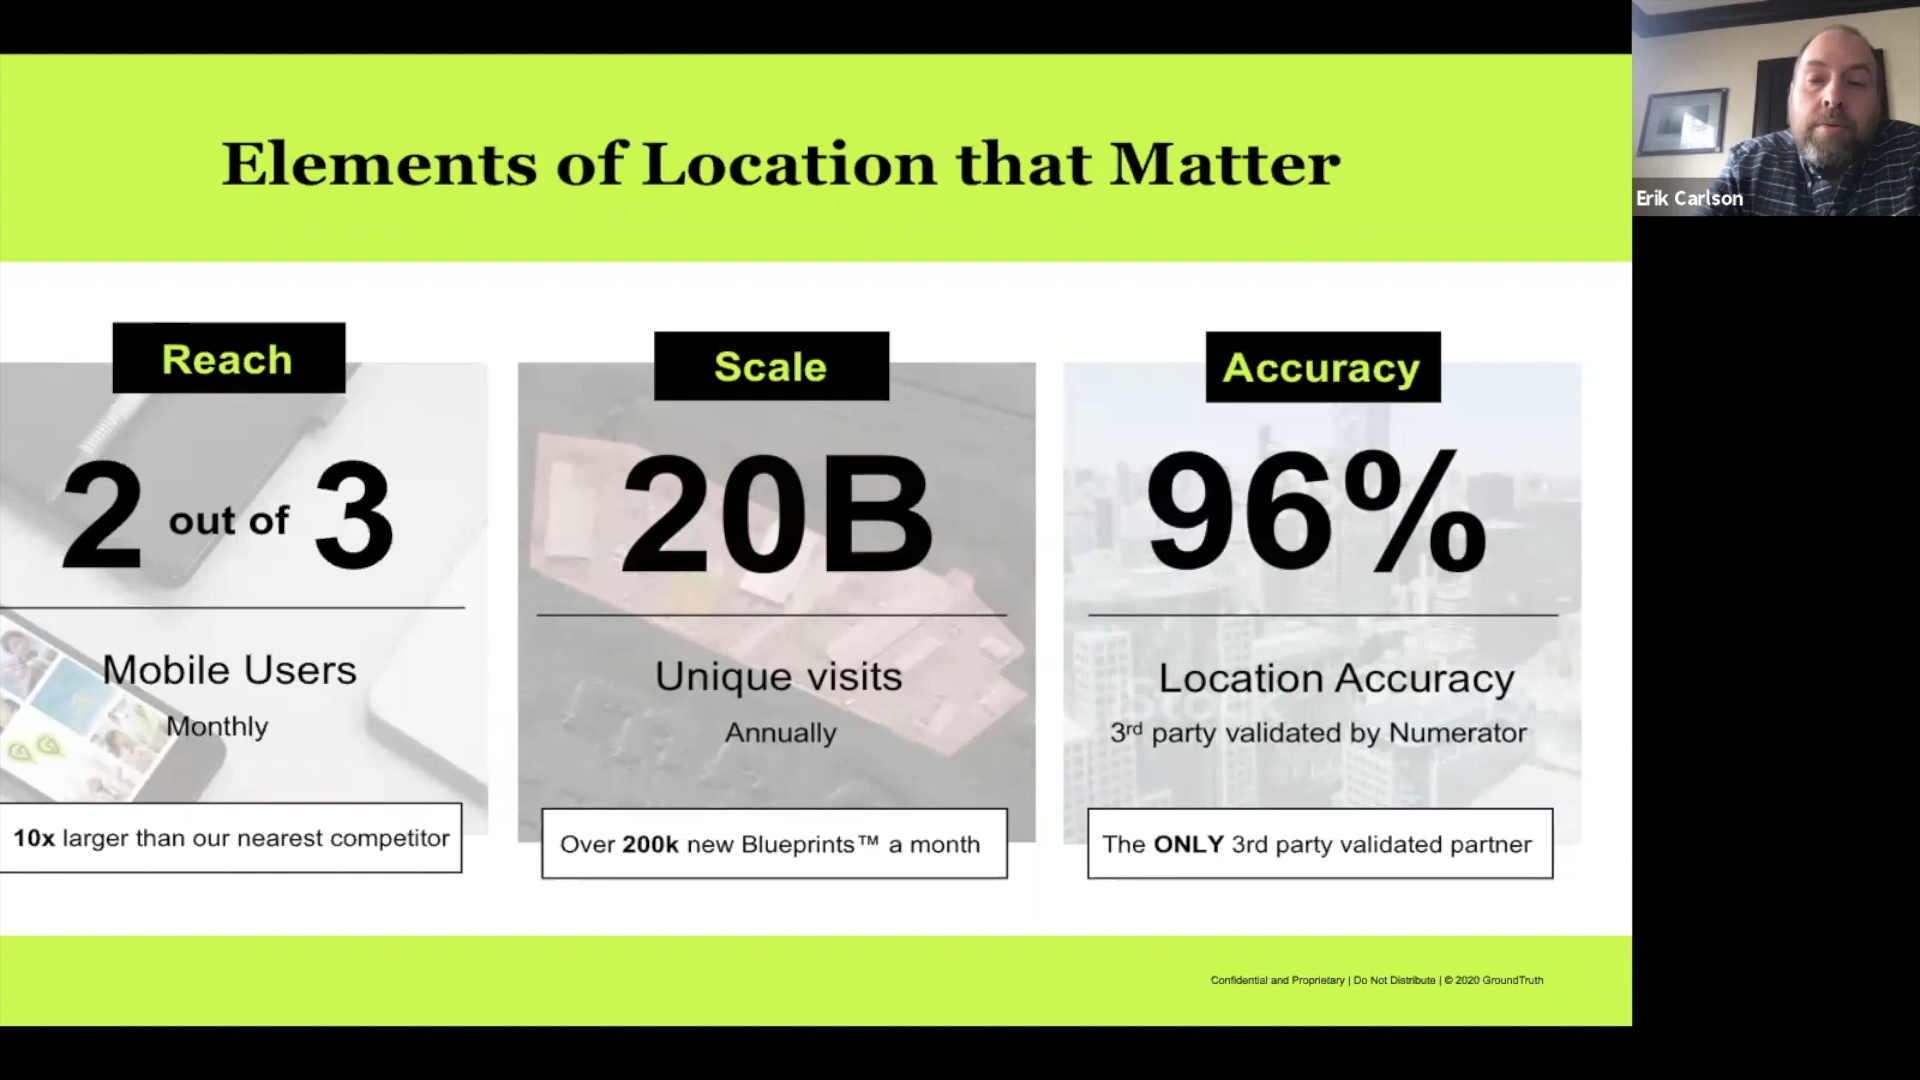 Elements of Location that Matter
Erik Carlson
Reach
2 out of 3
Mobile Users
Monthly
10x larger than our nearest competitor
Scale
20B
Unique visits
Annually
Over 200k new Blueprints™ a month
Accuracy
96%
Location Accuracy
3rd party validated by Numerator
The ONLY 3rd party validated partner
Confidential and Proprietary | Do Not Distribute | © 2020 GroundTruth